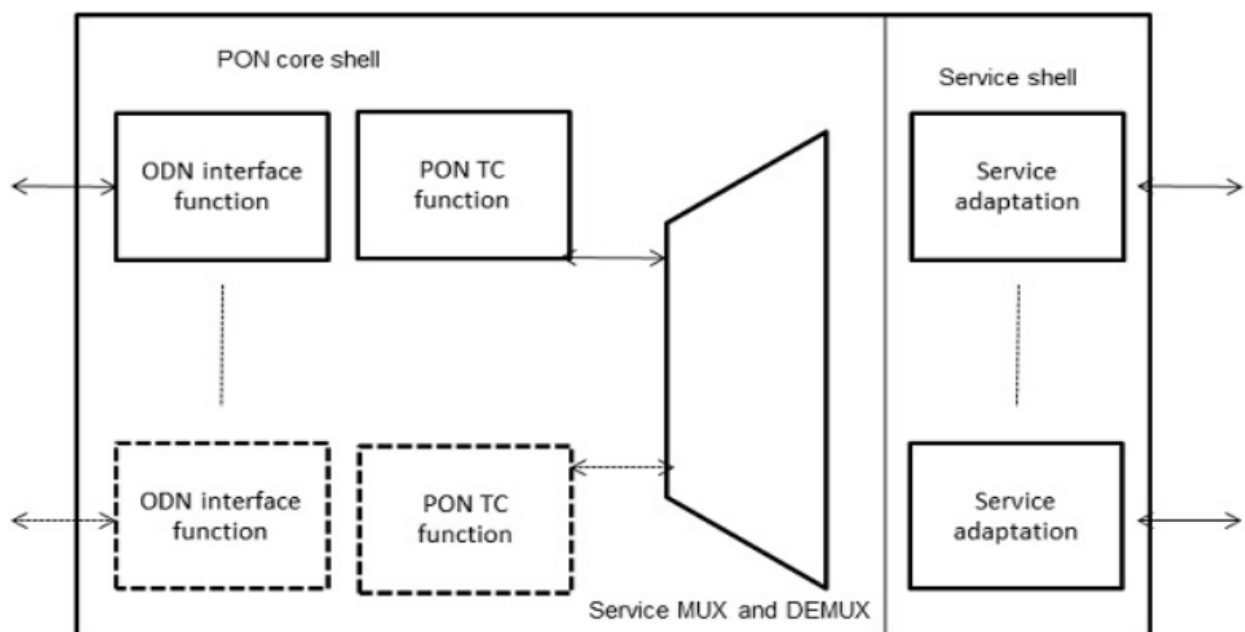 PON core shell
Service shell
ODN interface
function
PON TC
function
Service
adaptation
ODN interface
function
PON TC
function
Service
adaptation
Service MUX and DEMUX